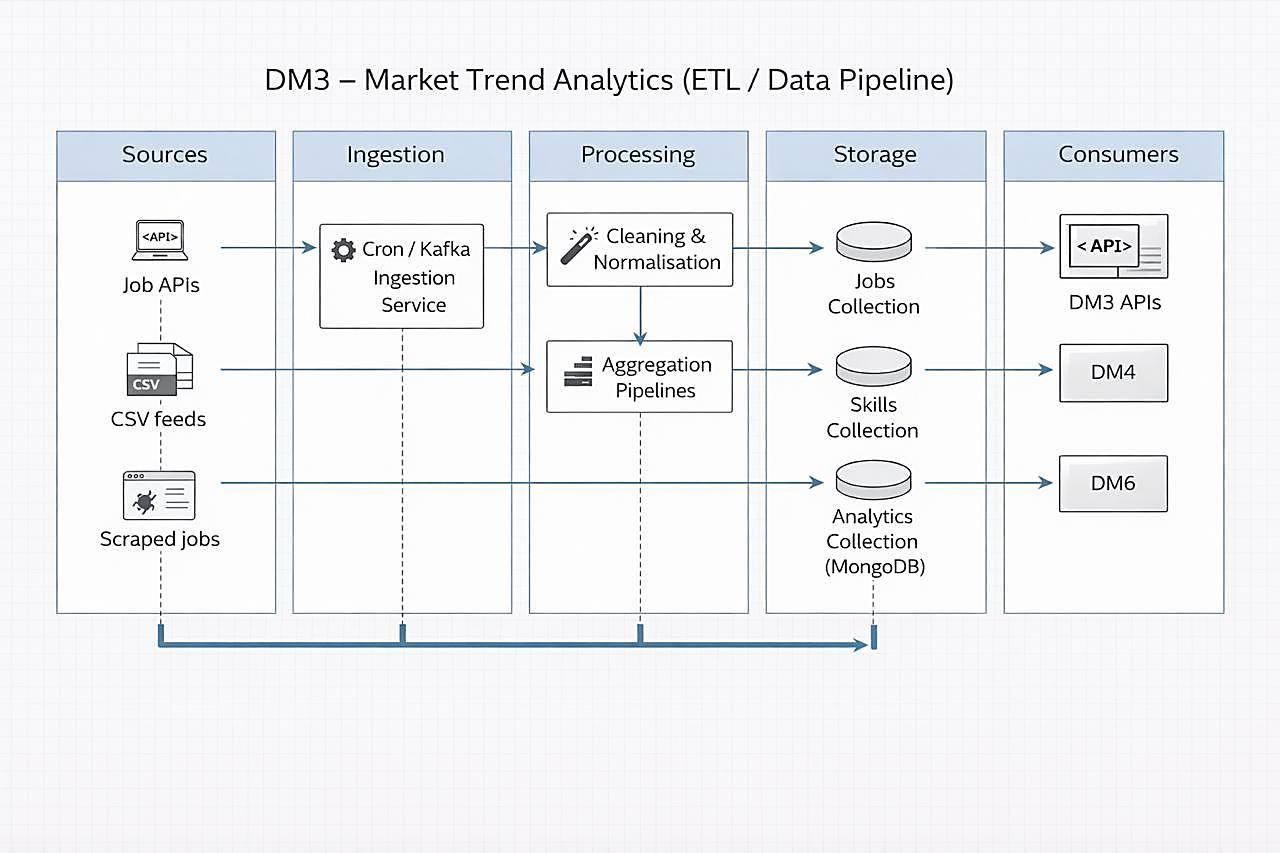 DM3 – Market Trend Analytics (ETL / Data Pipeline)
Sources
Ingestion
Processing
Storage
Consumers
<API>
Job APIs
CSV
CSV feeds
Scraped jobs
Cron / Kafka
Ingestion
Service
Cleaning &
Normalisation
Aggregation
Pipelines
Jobs
Collection
Skills
Collection
Analytics
Collection
(MongoDB)
< API>
DM3 APIs
DM4
DM6